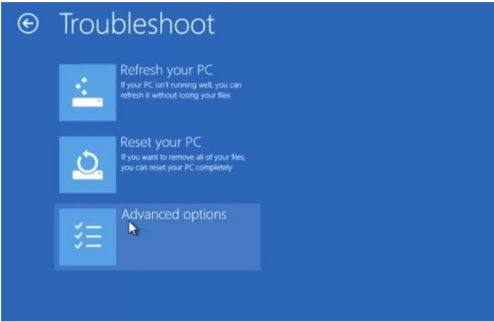 Troubleshoot
Refresh your PC
If your PC isn't running well, you can
refresh it without losing your files
Reset your PC
If you want to remove all of your files,
you can reset your PC completely
Advanced options